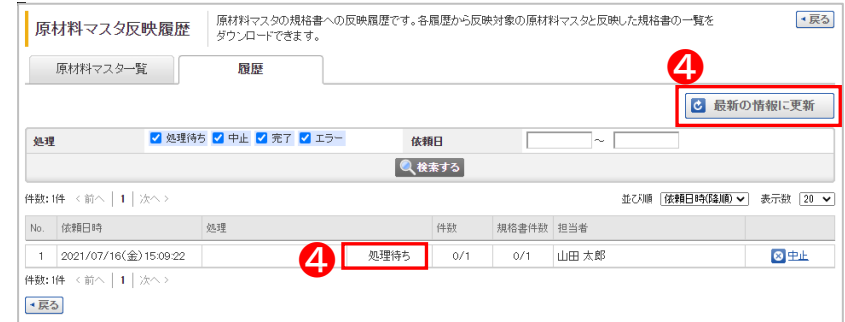 原材料マスタ反映履歴
原材料マスタの規格書への反映履歴です。各履歴から反映対象の原材料マスタと反映した規格書の一覧を
ダウンロードできます。
戻る
原材料マスター覧
履歴
4
最新の情報に更新
処理
処理待ち 中止 完了 エラー
依頼日
～
検索する
件数:1件 <前へ | 1 | 次へ>
並び順 依頼日時(降順) 表示数 20
No. 依頼日時 処理 件数 規格書件数 担当者
1 2021/07/16(金)15:09:22 4 処理待ち 0/1 0/1 山田 太郎 中止
件数:1件 <前へ | 1 | 次へ>
戻る